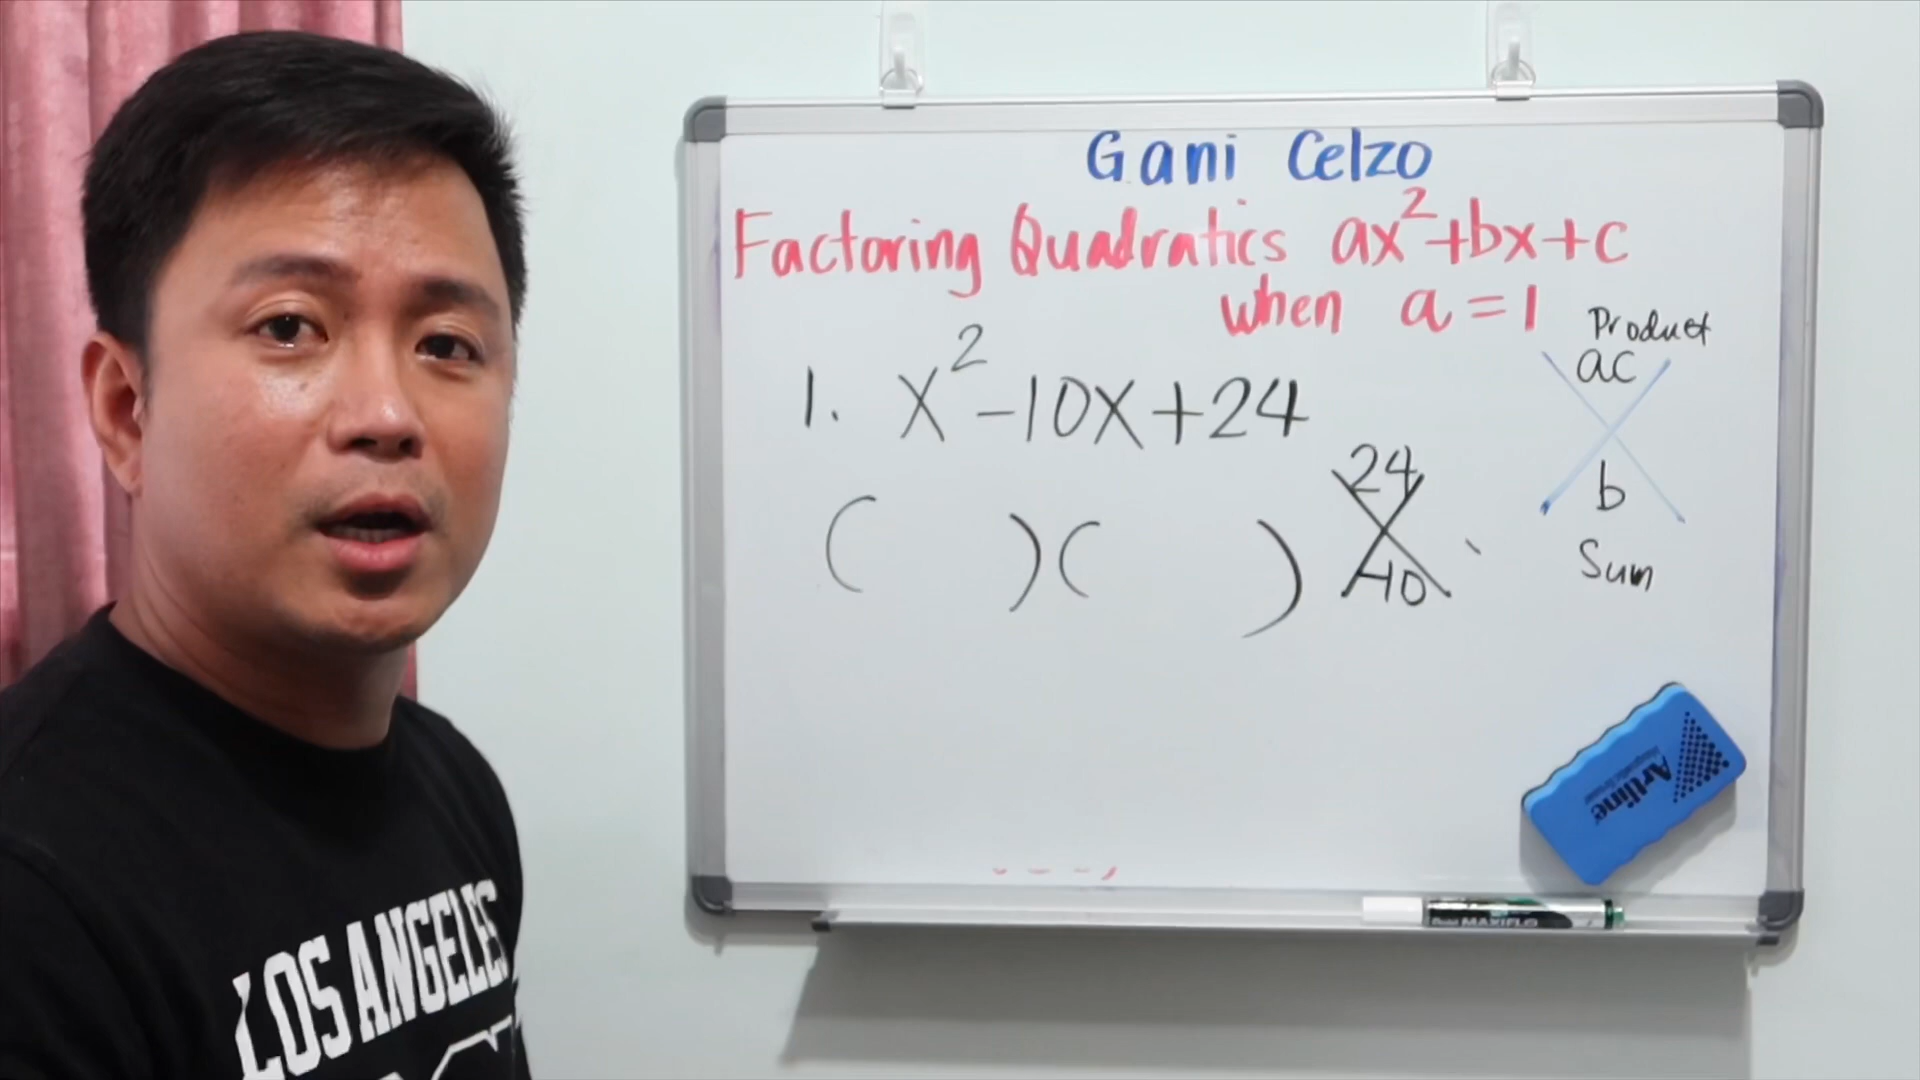 Gani Celzo
Factoring Quadratics ax²+bx+c
when a=1
Product
ac
b
Sum
1. x²-10x+24
( )( )
24
-10
Artline
MAXIFLO
LOS ANGELES